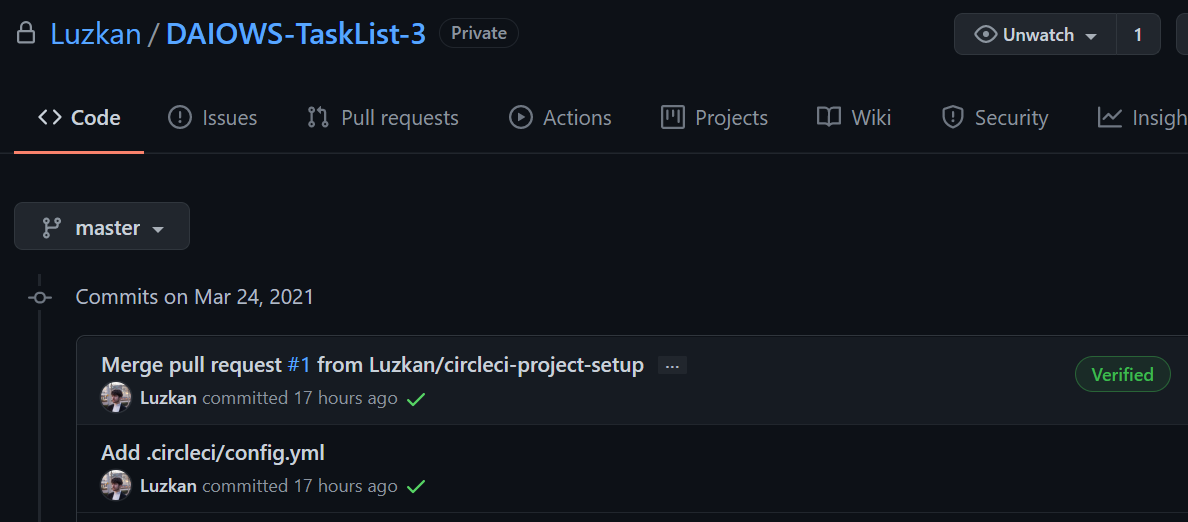 Luzkan / DAIOWS-TaskList-3 Private Unwatch 1
Code Issues Pull requests Actions Projects Wiki Security Insigh
master
Commits on Mar 24, 2021
Merge pull request #1 from Luzkan/circleci-project-setup ...
Verified
Luzkan committed 17 hours ago
Add .circleci/config.yml
Luzkan committed 17 hours ago